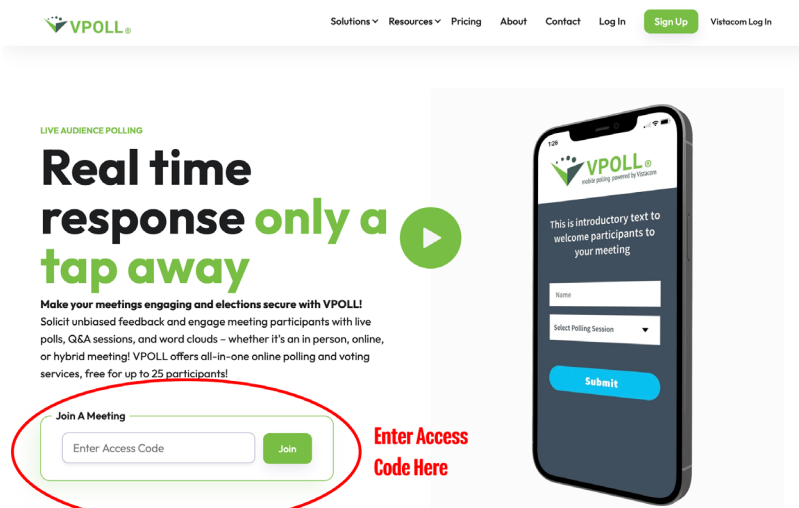 VPOLL®
Solutions Resources Pricing About Contact Log In Sign Up Vistacom Log In
LIVE AUDIENCE POLLING
Real time
response only a
tap away
Make your meetings engaging and elections secure with VPOLL!
Solicit unbiased feedback and engage meeting participants with live
polls, Q&A sessions, and word clouds – whether it's an in person, online,
or hybrid meeting! VPOLL offers all-in-one online polling and voting
services, free for up to 25 participants!
Join A Meeting
Enter Access Code
Join
Enter Access
Code Here
1:26
VPOLL®
mobile polling powered by Vistacom
This is introductory text to
welcome participants to
your meeting
Name
Select Polling Session
Submit